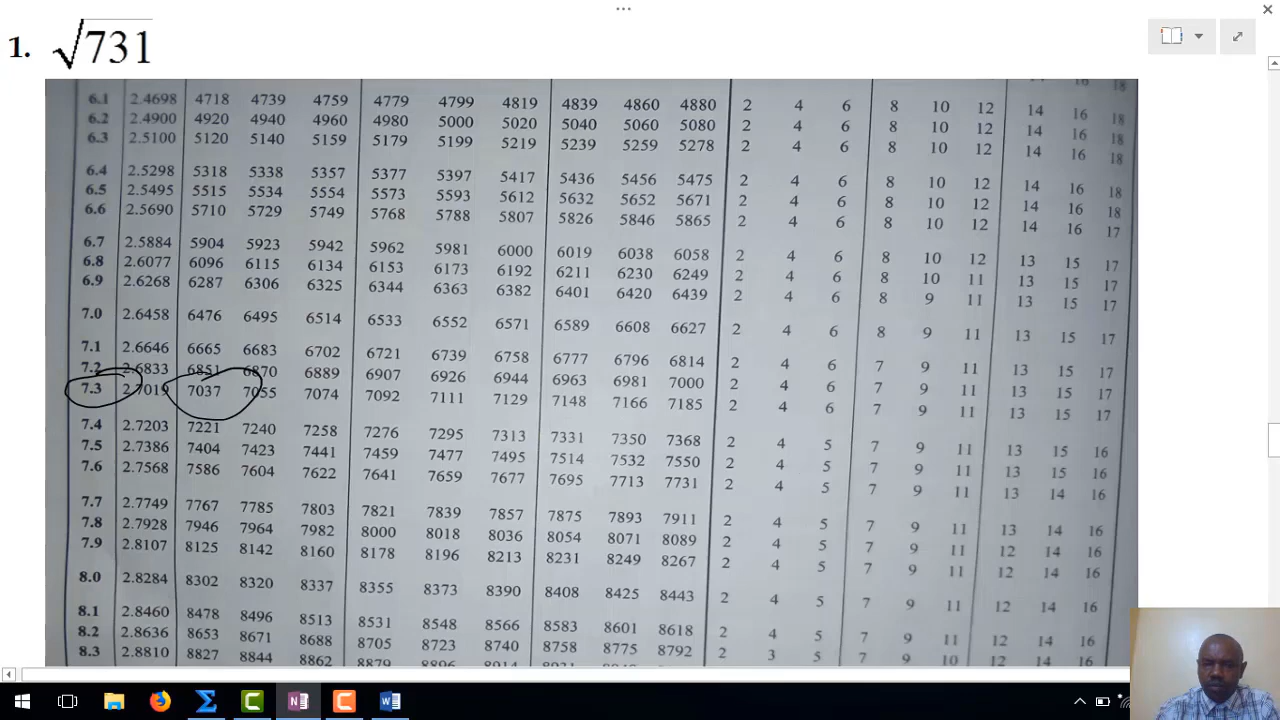 1. √731
14 16 18
6.1 2.4698 4718 4739 4759 4779 4799 4819 4839 4860 4880 2 4 6 8 10 12 14 16 18
6.2 2.4900 4920 4940 4960 4980 5000 5020 5040 5060 5080 2 4 6 8 10 12 14 16 18
6.3 2.5100 5120 5140 5159 5179 5199 5219 5239 5259 5278 2 4 6 8 10 12 14 16 18
6.4 2.5298 5318 5338 5357 5377 5397 5417 5436 5456 5475 2 4 6 8 10 12 14 16 18
6.5 2.5495 5515 5534 5554 5573 5593 5612 5632 5652 5671 2 4 6 8 10 12 14 16 18
6.6 2.5690 5710 5729 5749 5768 5788 5807 5826 5846 5865 2 4 6 8 10 12 14 16 17
6.7 2.5884 5904 5923 5942 5962 5981 6000 6019 6038 6058 2 4 6 8 10 12 13 15 17
6.8 2.6077 6096 6115 6134 6153 6173 6192 6211 6230 6249 2 4 6 8 10 11 13 15 17
6.9 2.6268 6287 6306 6325 6344 6363 6382 6401 6420 6439 2 4 6 8 9 11 13 15 17
7.0 2.6458 6476 6495 6514 6533 6552 6571 6589 6608 6627 2 4 6 8 9 11 13 15 17
7.1 2.6646 6665 6683 6702 6721 6739 6758 6777 6796 6814 2 4 6 7 9 11 13 15 17
7.2 2.6833 6851 6870 6889 6907 6926 6944 6963 6981 7000 2 4 6 7 9 11 13 15 17
7.3 2.7019 7037 7055 7074 7092 7111 7129 7148 7166 7185 2 4 6 7 9 11 13 15 17
7.4 2.7203 7221 7240 7258 7276 7295 7313 7331 7350 7368 2 4 5 7 9 11 13 15 16
7.5 2.7386 7404 7423 7441 7459 7477 7495 7514 7532 7550 2 4 5 7 9 11 13 15 16
7.6 2.7568 7586 7604 7622 7641 7659 7677 7695 7713 7731 2 4 5 7 9 11 13 14 16
7.7 2.7749 7767 7785 7803 7821 7839 7857 7875 7893 7911 2 4 5 7 9 11 13 14 16
7.8 2.7928 7946 7964 7982 8000 8018 8036 8054 8071 8089 2 4 5 7 9 11 12 14 16
7.9 2.8107 8125 8142 8160 8178 8196 8213 8231 8249 8267 2 4 5 7 9 11 12 14 16
8.0 2.8284 8302 8320 8337 8355 8373 8390 8408 8425 8443 2 4 5 7 9 11 12 14 16
8.1 2.8460 8478 8496 8513 8531 8548 8566 8583 8601 8618 2 4 5 7 9 11 12 14 16
8.2 2.8636 8653 8671 8688 8705 8723 8740 8758 8775 8792 2 3 5 7 9 10 12 14 16
8.3 2.8810 8827 8844 8862 8879